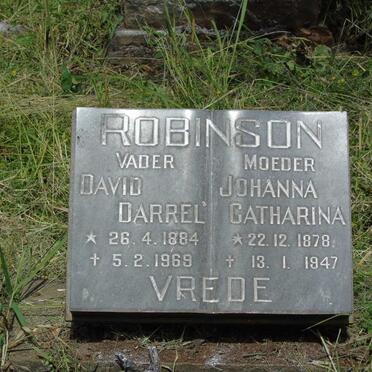 ROBINSON
VADER MOEDER
DAVID JOHANNA
DARREL CATHARINA
* 26.4.1884 * 22.12.1878
† 5.2.1969 † 13.1.1947
VREDE